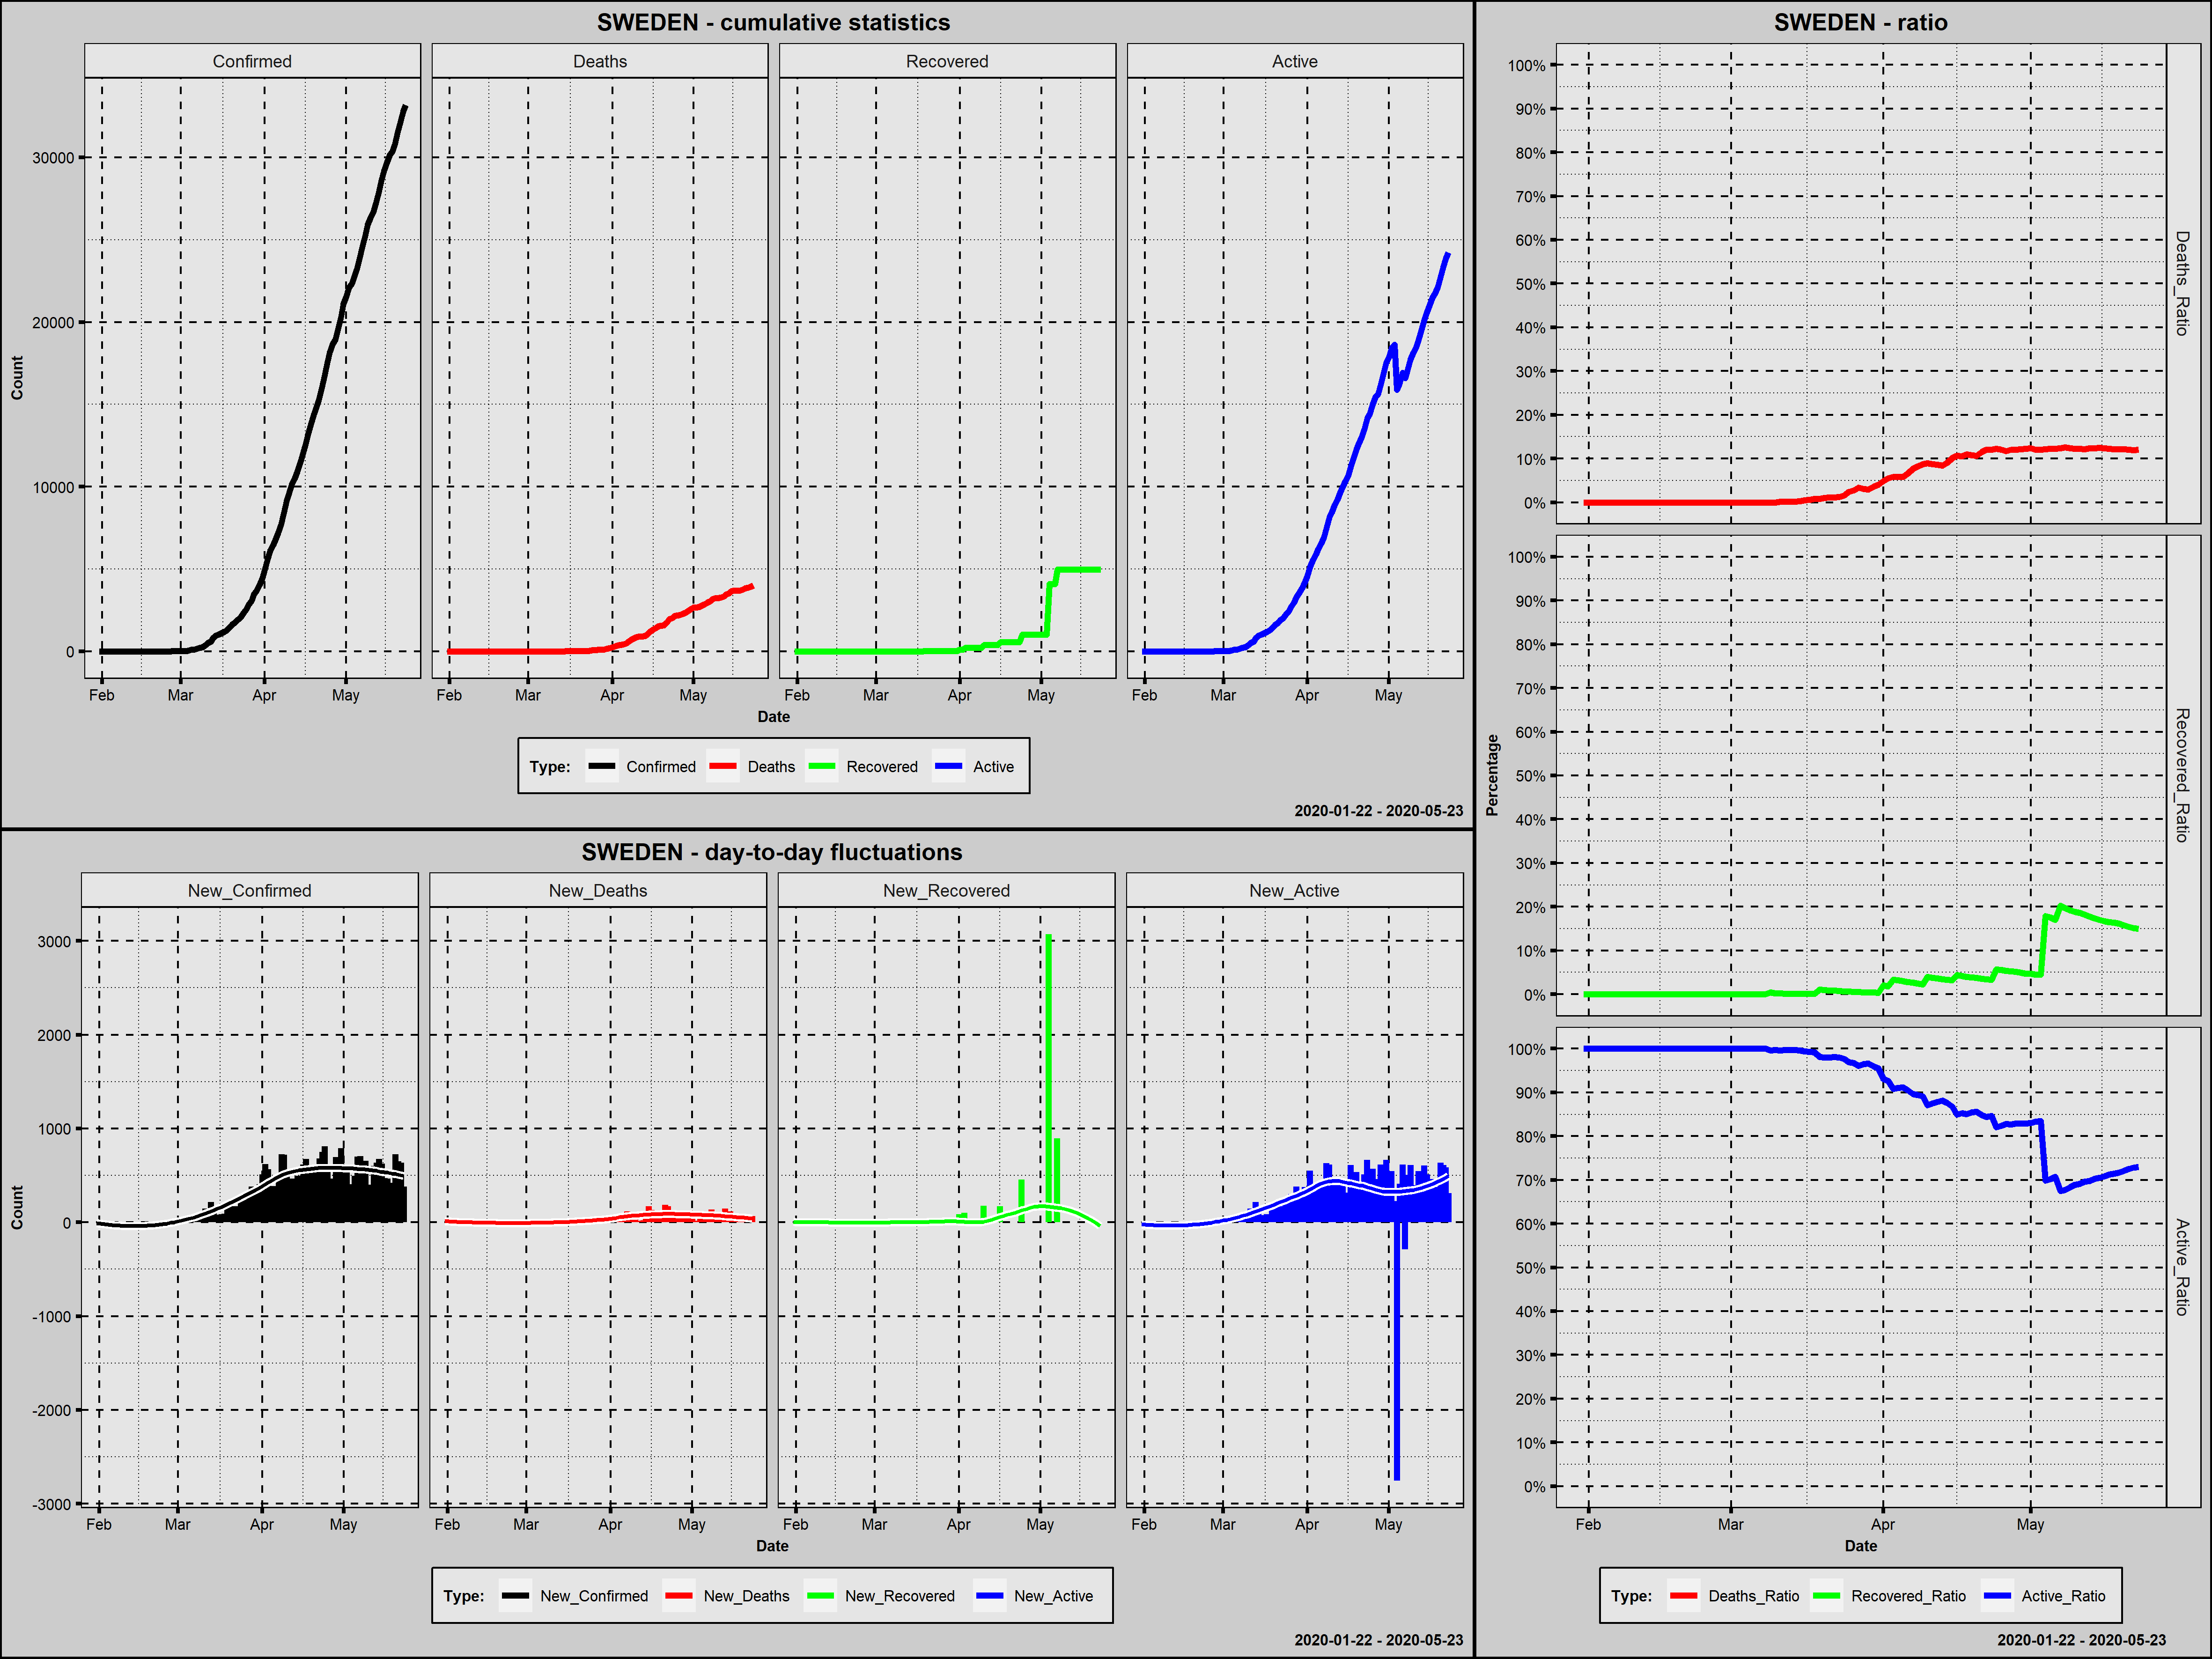 SWEDEN - cumulative statistics
Confirmed Deaths Recovered Active
30000
20000
10000
0
Count
Feb Mar Apr May Feb Mar Apr May Feb Mar Apr May Feb Mar Apr May
Date
Type: Confirmed Deaths Recovered Active
2020-01-22 - 2020-05-23
SWEDEN - day-to-day fluctuations
New_Confirmed New_Deaths New_Recovered New_Active
3000
2000
1000
0
-1000
-2000
-3000
Count
Feb Mar Apr May Feb Mar Apr May Feb Mar Apr May Feb Mar Apr May
Date
Type: New_Confirmed New_Deaths New_Recovered New_Active
2020-01-22 - 2020-05-23
SWEDEN - ratio
100%
90%
80%
70%
60%
50%
40%
30%
20%
10%
0%
Deaths_Ratio
100%
90%
80%
70%
60%
50%
40%
30%
20%
10%
0%
Recovered_Ratio
Percentage
100%
90%
80%
70%
60%
50%
40%
30%
20%
10%
0%
Active_Ratio
Feb Mar Apr May
Date
Type: Deaths_Ratio Recovered_Ratio Active_Ratio
2020-01-22 - 2020-05-23